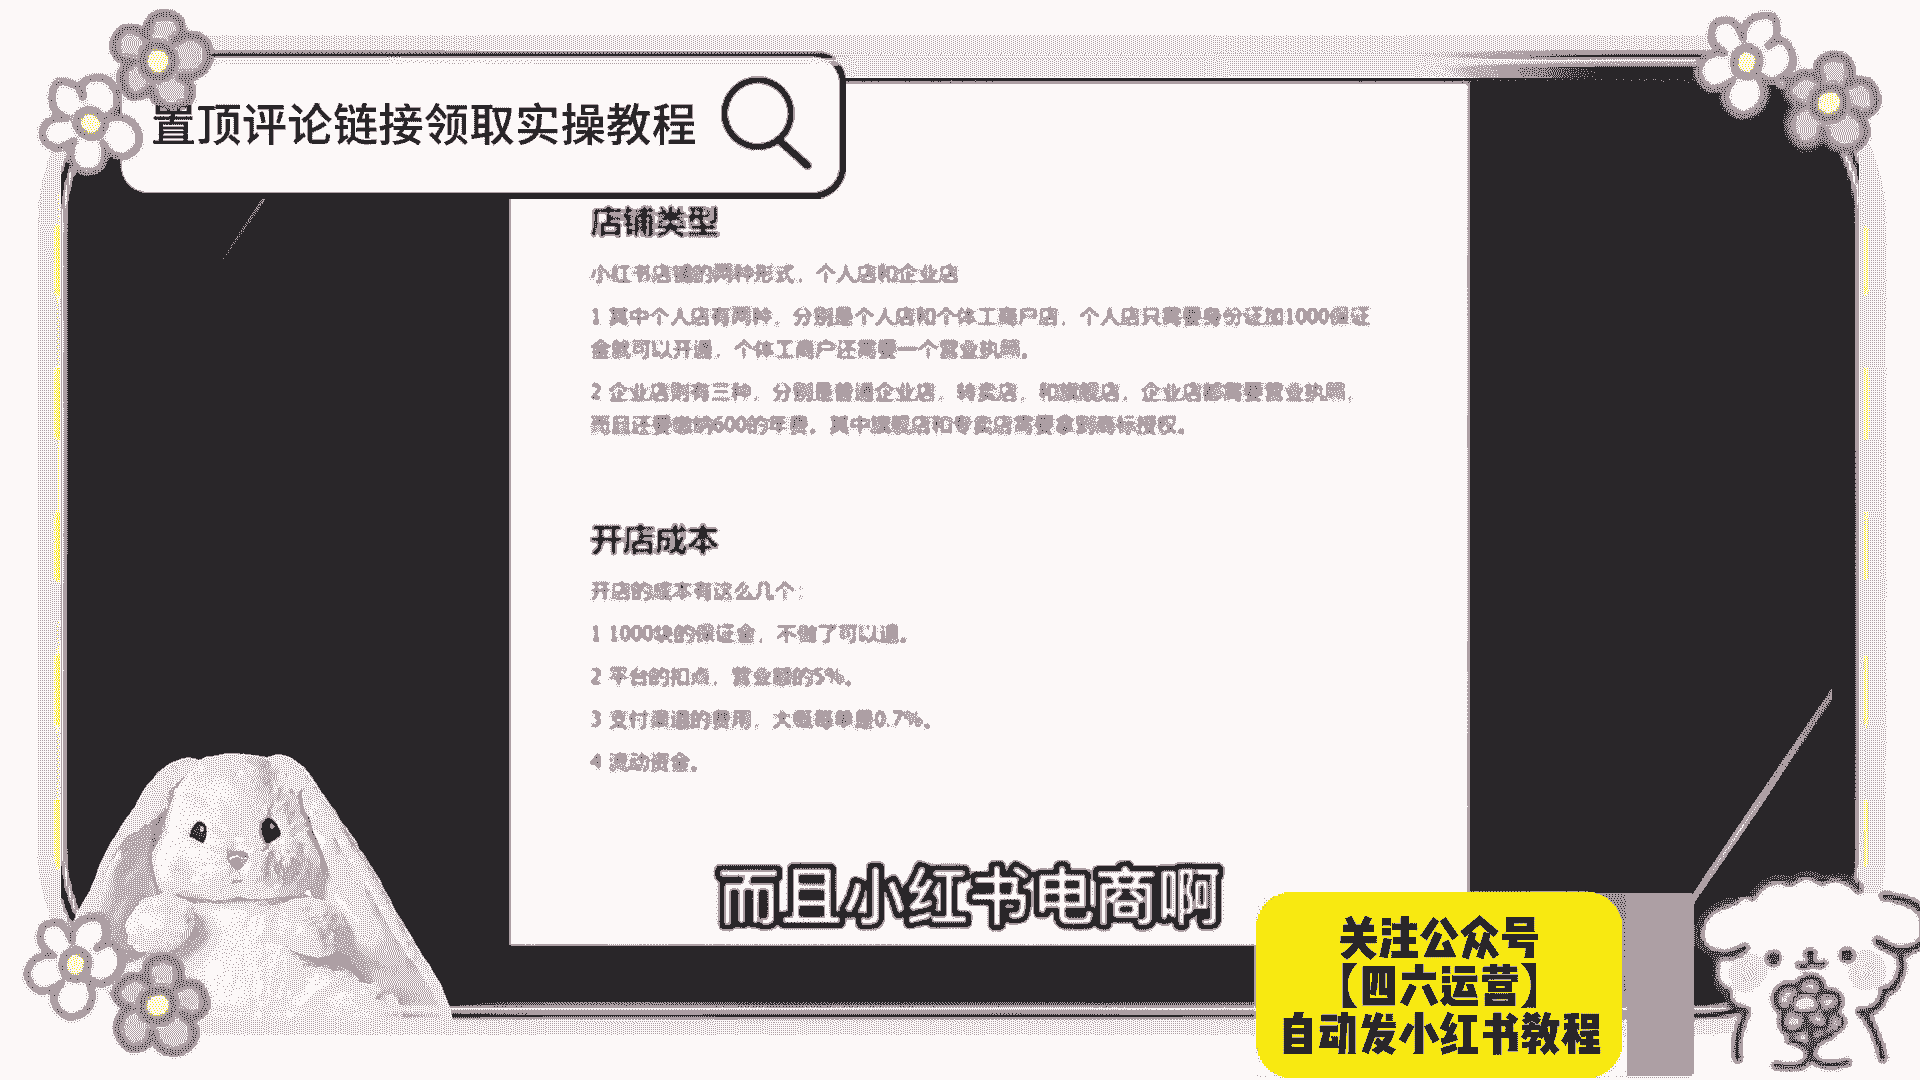 置顶评论链接领取实操教程
店铺类型
小红书店铺的两种形式，个人店和企业店
1 其中个人店有两种，分别是个人店和个体工商户店，个人店只需要身份证加1000保证
金就可以开通，个体工商户还需要一个营业执照。
2 企业店则有三种，分别是普通企业店，转卖店，和旗舰店，企业店都需要营业执照，
而且还要缴纳600的年费。其中旗舰店和专卖店需要拿到商标授权。
开店成本
开店的成本有这么几个：
1 1000块的保证金，不做了可以退。
2 平台的扣点，营业额的5%。
3 支付渠道的费用，大概每单是0.7%。
4 流动资金。
而且小红书电商啊
关注公众号
【四六运营】
自动发小红书教程